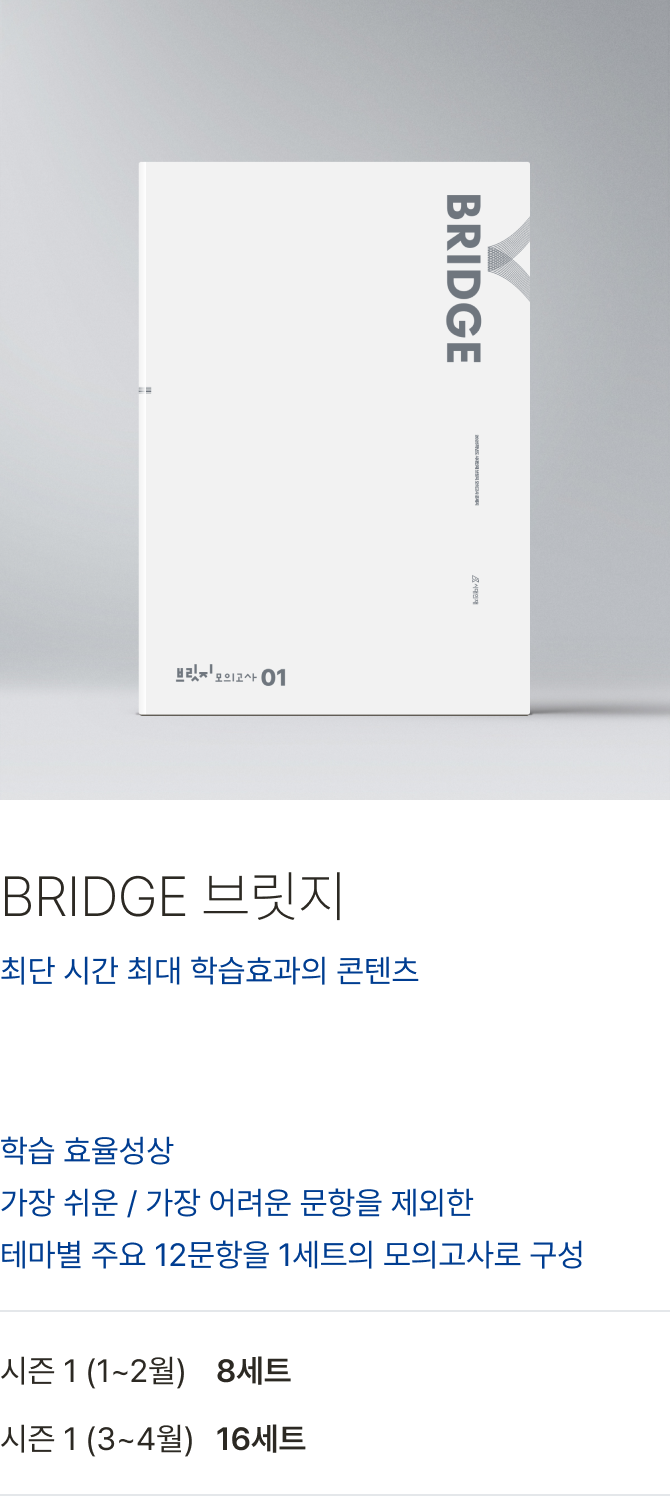 BRIDGE
브릿지 모의고사 01
BRIDGE 브릿지
최단 시간 최대 학습효과의 콘텐츠
학습 효율성상
가장 쉬운 / 가장 어려운 문항을 제외한
테마별 주요 12문항을 1세트의 모의고사로 구성
시즌 1 (1~2월) 8세트
시즌 1 (3~4월) 16세트